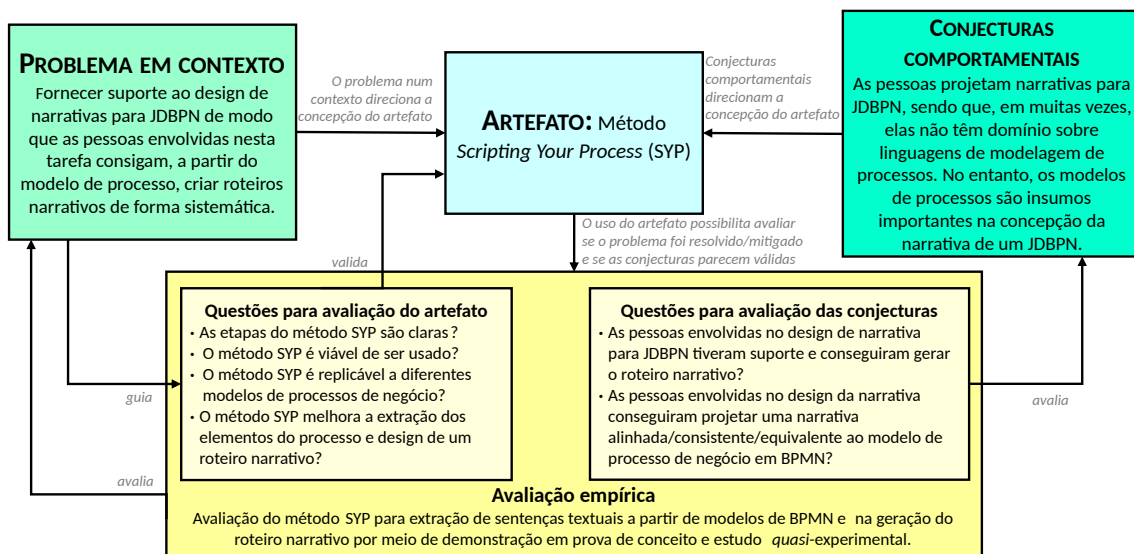 PROBLEMA EM CONTEXTO
Fornecer suporte ao design de
narrativas para JDBPN de modo
que as pessoas envolvidas nesta
tarefa consigam, a partir do
modelo de processo, criar roteiros
narrativos de forma sistemática.
O problema num
contexto direciona a
concepção do artefato
ARTEFATO: Método
Scripting Your Process (SYP)
Conjecturas
comportamentais
direcionam a
concepção do artefato
CONJECTURAS
COMPORTAMENTAIS
As pessoas projetam narrativas para
JDBPN, sendo que, em muitas vezes,
elas não têm domínio sobre
linguagens de modelagem de
processos. No entanto, os modelos
de processos são insumos
importantes na concepção da
narrativa de um JDBPN.
O uso do artefato possibilita avaliar
se o problema foi resolvido/mitigado
e se as conjecturas parecem válidas
valida
guia
avalia
Questões para avaliação do artefato
• As etapas do método SYP são claras?
• O método SYP é viável de ser usado?
• O método SYP é replicável a diferentes
modelos de processos de negócio?
• O método SYP melhora a extração dos
elementos do processo e design de um
roteiro narrativo?
Questões para avaliação das conjecturas
• As pessoas envolvidas no design de narrativa
para JDBPN tiveram suporte e conseguiram gerar
o roteiro narrativo?
• As pessoas envolvidas no design da narrativa
conseguiram projetar uma narrativa
alinhada/consistente/equivalente ao modelo de
processo de negócio em BPMN?
avalia
Avaliação empírica
Avaliação do método SYP para extração de sentenças textuais a partir de modelos de BPMN e na geração do
roteiro narrativo por meio de demonstração em prova de conceito e estudo quasi-experimental.